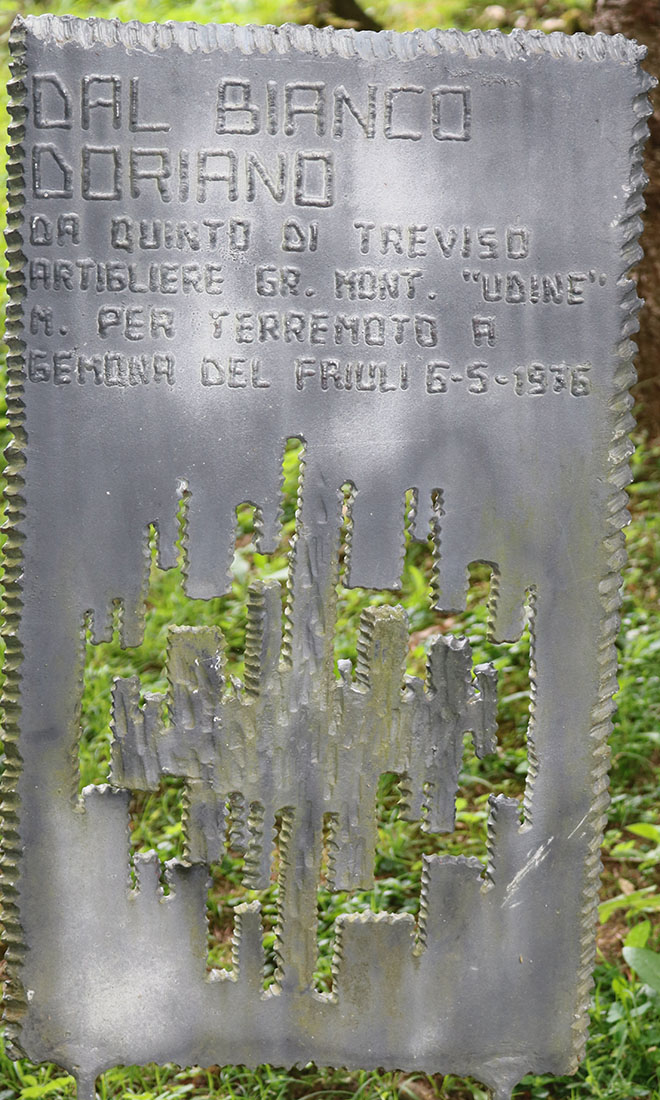 DAL BIANCO
DORIANO
DA QUINTO DI TREVISO
ARTIGLIERE GR. MONT. "UDINE"
M. PER TERREMOTO A
GEMONA DEL FRIULI 6-5-1976